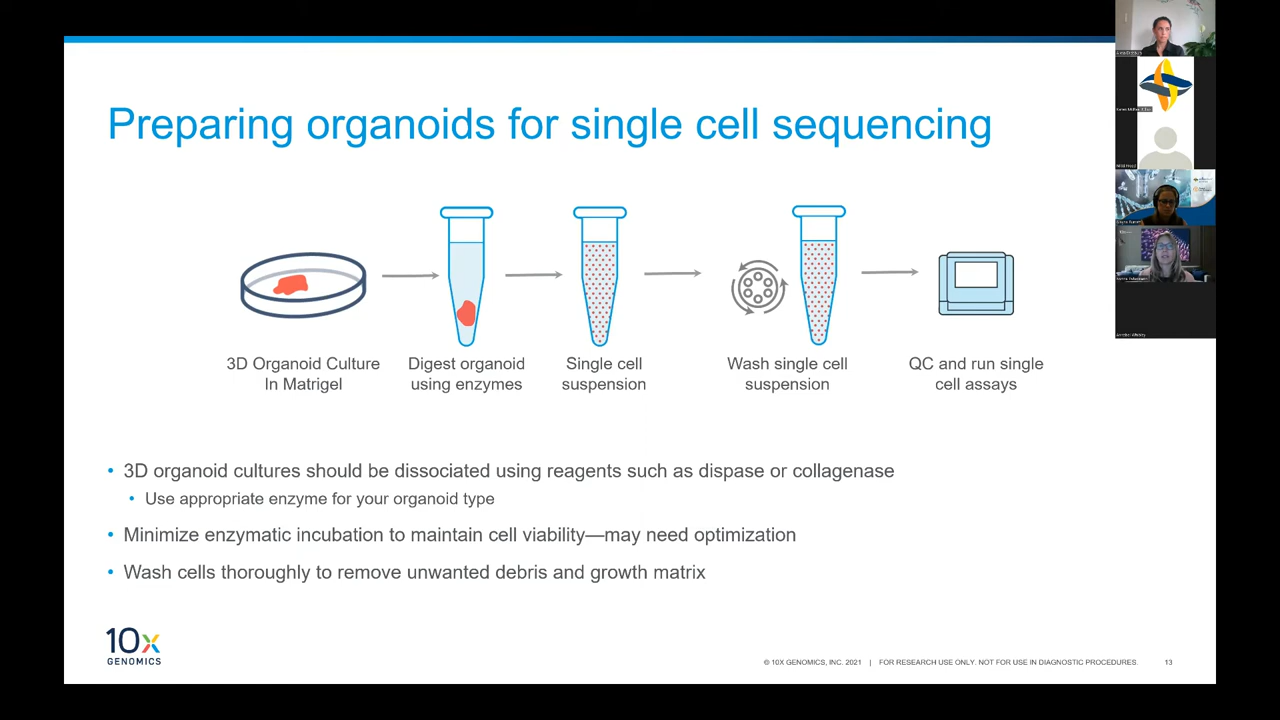 Preparing organoids for single cell sequencing
3D Organoid Culture
In Matrigel
Digest organoid
using enzymes
Single cell
suspension
Wash single cell
suspension
QC and run single
cell assays
• 3D organoid cultures should be dissociated using reagents such as dispase or collagenase
• Use appropriate enzyme for your organoid type
• Minimize enzymatic incubation to maintain cell viability—may need optimization
• Wash cells thoroughly to remove unwanted debris and growth matrix
10x
GENOMICS
© 10X GENOMICS, INC. 2021 | FOR RESEARCH USE ONLY. NOT FOR USE IN DIAGNOSTIC PROCEDURES. 13